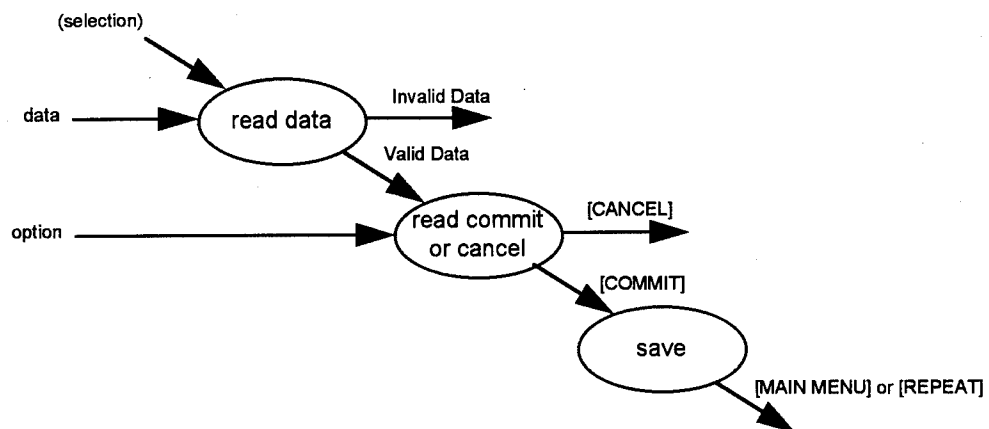 (selection)
Invalid Data
data
read data
Valid Data
[CANCEL]
read commit
or cancel
option
[COMMIT]
save
[MAIN MENU] or [REPEAT]